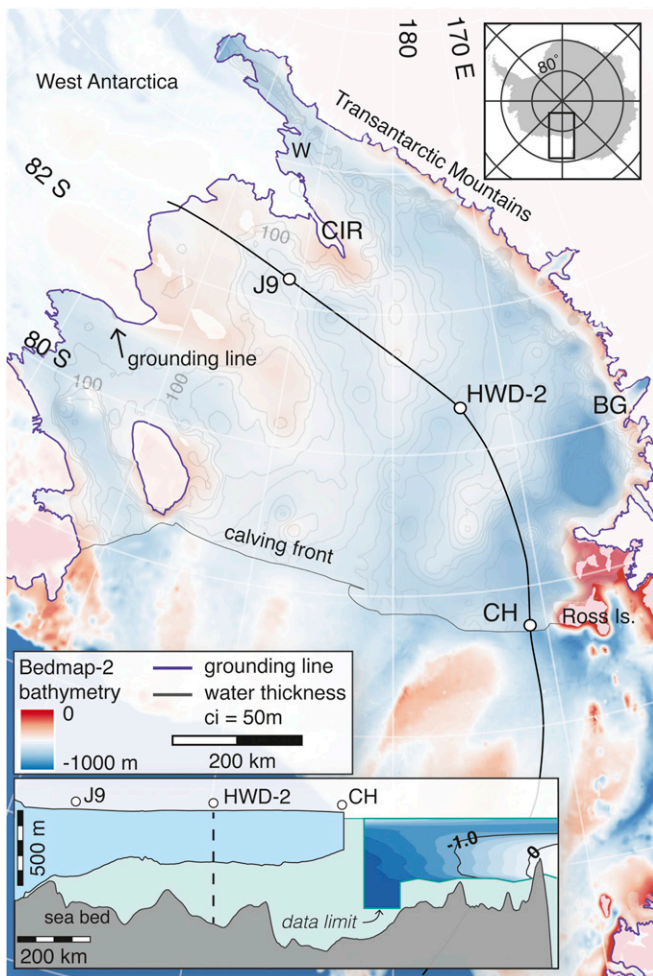 180
170 E
80°
West Antarctica
Transantarctic Mountains
W
82 S
CIR
100
J9
grounding line
80 S
100
100
HWD-2
BG
calving front
CH
Ross Is.
Bedmap-2
bathymetry
0
-1000 m
grounding line
water thickness
ci = 50m
200 km
J9
HWD-2
CH
500 m
-1.0
0
sea bed
data limit
200 km